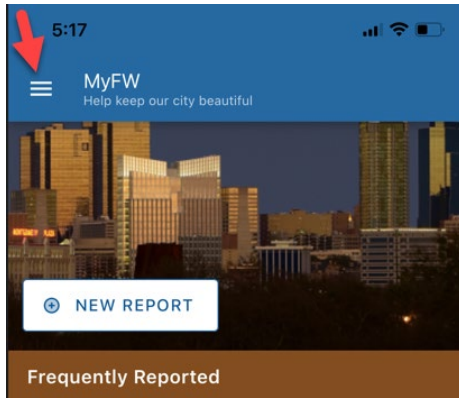 5:17
MyFW
Help keep our city beautiful
NEW REPORT
Frequently Reported